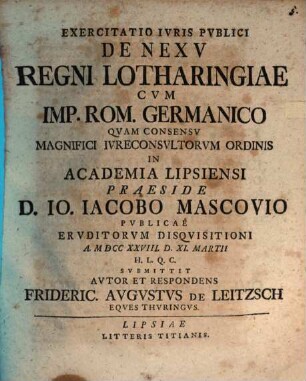 EXERCITATIO IVRIS PVBLICI
DE NEXV
REGNI LOTHARINGIAE
CVM
IMP. ROM. GERMANICO
QVAM CONSENSV
MAGNIFICI IVRECONSVLTORVM ORDINIS
IN
ACADEMIA LIPSIENSI
PRAESIDE
D. IO. IACOBO MASCOVIO
PVBLICAE
ERVDITORVM DISQVISITIONI
A. MDCCXXVIII. D. XI. MARTII
H. L. Q. C.
SVBMITTIT
AVTOR ET RESPONDENS
FRIDERIC. AVGVSTVS DE LEITZSCH
EQVES THVRINGVS.
LIPSIAE
LITTERIS TITIANIS.